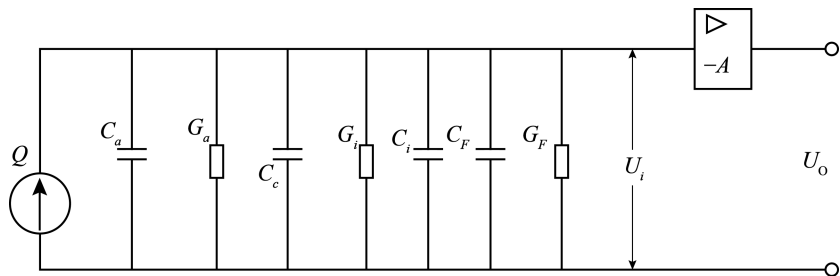 −A
C_a
G_a
C_c
G_i
C_i
C_F
G_F
Q
U_i
U_O